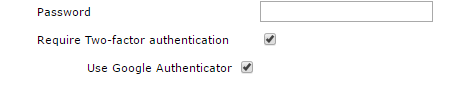 Password
Require Two-factor authentication
Use Google Authenticator